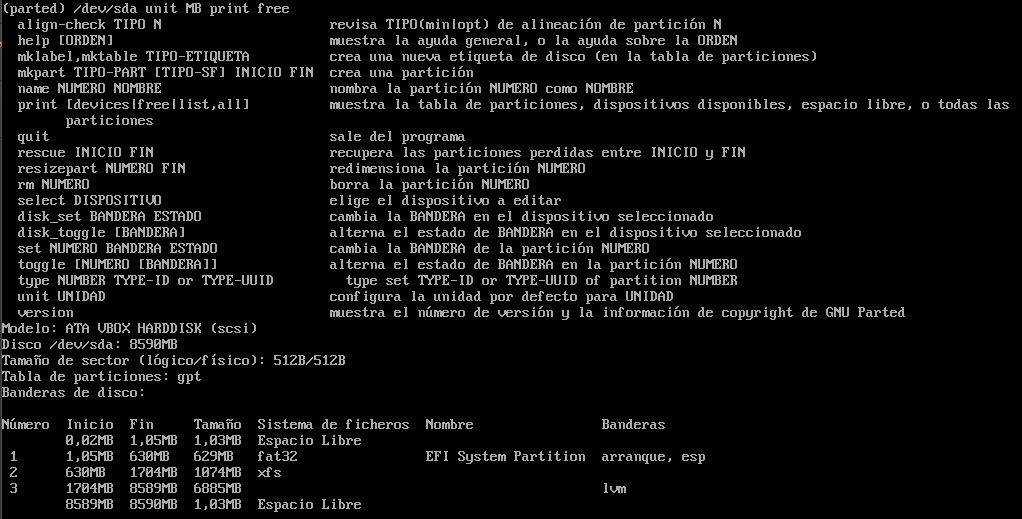 (parted) /dev/sda unit MB print free
align-check TIPO N revisa TIPO(min|opt) de alineación de partición N
help [ORDEN] muestra la ayuda general, o la ayuda sobre la ORDEN
mklabel,mktable TIPO-ETIQUETA crea una nueva etiqueta de disco (en la tabla de particiones)
mkpart TIPO-PART [TIPO-SF] INICIO FIN crea una partición
name NUMERO NOMBRE nombra la partición NUMERO como NOMBRE
print [devices|free|list,all] muestra la tabla de particiones, dispositivos disponibles, espacio libre, o todas las
particiones
quit sale del programa
rescue INICIO FIN recupera las particiones perdidas entre INICIO y FIN
resizepart NUMERO FIN redimensiona la partición NUMERO
rm NUMERO borra la partición NUMERO
select DISPOSITIVO elige el dispositivo a editar
disk_set BANDERA ESTADO cambia la BANDERA en el dispositivo seleccionado
disk_toggle [BANDERA] alterna el estado de BANDERA en el dispositivo seleccionado
set NUMERO BANDERA ESTADO cambia la BANDERA de la partición NUMERO
toggle [NUMERO [BANDERA]] alterna el estado de BANDERA en la partición NUMERO
type NUMBER TYPE-ID or TYPE-UUID type set TYPE-ID or TYPE-UUID of partition NUMBER
unit UNIDAD configura la unidad por defecto para UNIDAD
version muestra el número de versión y la información de copyright de GNU Parted
Modelo: ATA VBOX HARDDISK (scsi)
Disco /dev/sda: 8590MB
Tamaño de sector (lógico/físico): 512B/512B
Tabla de particiones: gpt
Banderas de disco:
Número Inicio Fin Tamaño Sistema de ficheros Nombre Banderas
0,02MB 1,05MB 1,03MB Espacio Libre
1 1,05MB 630MB 629MB fat32 EFI System Partition arranque, esp
2 630MB 1704MB 1074MB xfs
3 1704MB 8589MB 6885MB lvm
8589MB 8590MB 1,03MB Espacio Libre